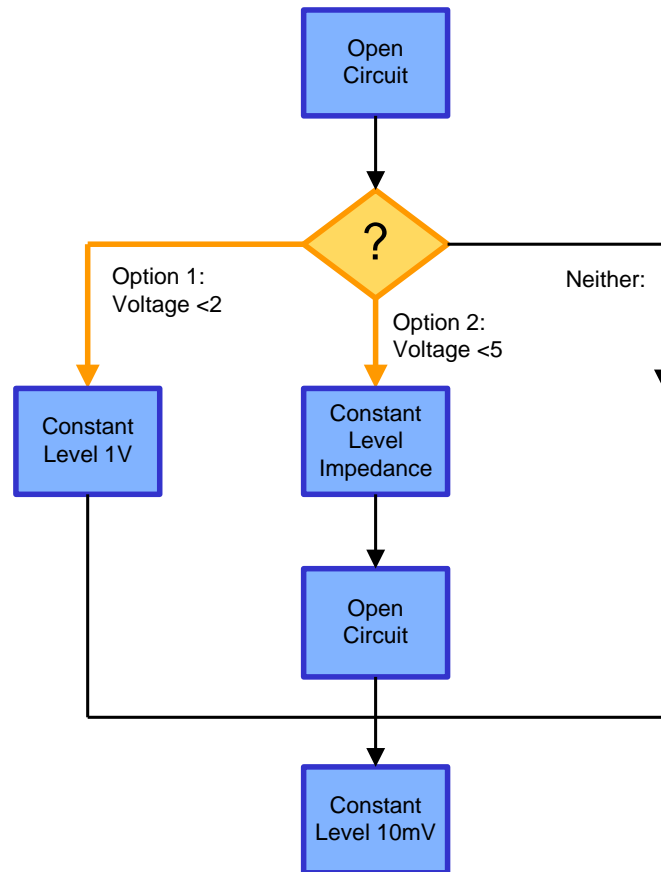 Open
Circuit
?
Option 1:
Voltage <2
Option 2:
Voltage <5
Neither:
Constant
Level 1V
Constant
Level
Impedance
Open
Circuit
Constant
Level 10mV